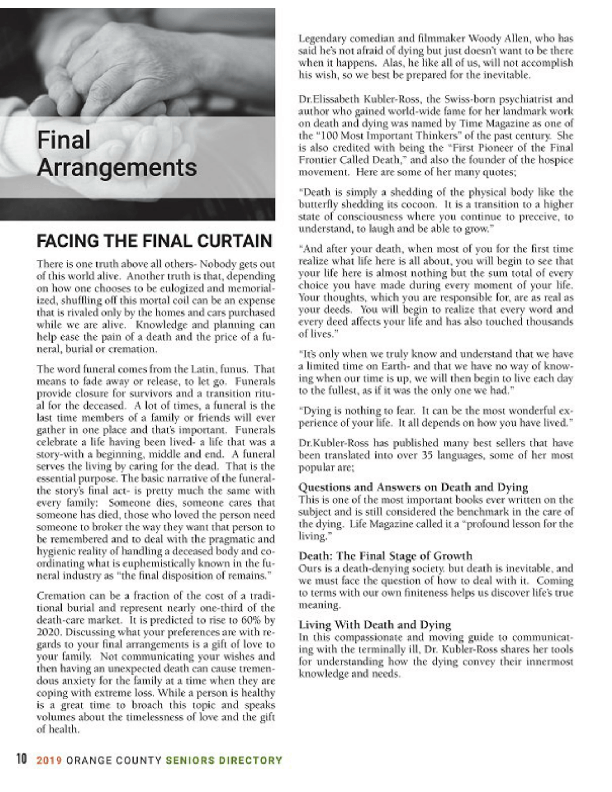 Final
Arrangements
FACING THE FINAL CURTAIN
There is one truth above all others- Nobody gets out
of this world alive.  Another truth is that, depending
on how one chooses to be eulogized and memorial-
ized, shuffling off this mortal coil can be an expense
that is rivaled only by the homes and cars purchased
while we are alive.  Knowledge and planning can
help ease the pain of a death and the price of a fu-
neral, burial or cremation.
The word funeral comes from the Latin, funus.  That
means to fade away or release, to let go.  Funerals
provide closure for survivors and a transition ritu-
al for the deceased.  A lot of times, a funeral is the
last time members of a family or friends will ever
gather in one place and that's important.  Funerals
celebrate a life having been lived- a life that was a
story-with a beginning, middle and end.  A funeral
serves the living by caring for the dead.  That is the
essential purpose. The basic narrative of the funeral-
the story's final act- is pretty much the same with
every family:  Someone dies, someone cares that
someone has died, those who loved the person need
someone to broker the way they want that person to
be remembered and to deal with the pragmatic and
hygienic reality of handling a deceased body and co-
ordinating what is euphemistically known in the fu-
neral industry as "the final disposition of remains."
Cremation can be a fraction of the cost of a tradi-
tional burial and represent nearly one-third of the
death-care market.  It is predicted to rise to 60% by
2020. Discussing what your preferences are with re-
gards to your final arrangements is a gift of love to
your family.  Not communicating your wishes and
then having an unexpected death can cause tremen-
dous anxiety for the family at a time when they are
coping with extreme loss. While a person is healthy
is a great time to broach this topic and speaks
volumes about the timelessness of love and the gift
of health.
Legendary comedian and filmmaker Woody Allen, who has
said he's not afraid of dying but just doesn't want to be there
when it happens.  Alas, he like all of us, will not accomplish
his wish, so we best be prepared for the inevitable.
Dr.Elissabeth Kubler-Ross, the Swiss-born psychiatrist and
author who gained world-wide fame for her landmark work
on death and dying was named by Time Magazine as one of
the "100 Most Important Thinkers" of the past century.  She
is also credited with being the "First Pioneer of the Final
Frontier Called Death," and also the founder of the hospice
movement.  Here are some of her many quotes;
"Death is simply a shedding of the physical body like the
butterfly shedding its cocoon.  It is a transition to a higher
state of consciousness where you continue to preceive, to
understand, to laugh and be able to grow."
"And after your death, when most of you for the first time
realize what life here is all about, you will begin to see that
your life here is almost nothing but the sum total of every
choice you have made during every moment of your life.
Your thoughts, which you are responsible for, are as real as
your deeds.  You will begin to realize that every word and
every deed affects your life and has also touched thousands
of lives."
"It's only when we truly know and understand that we have
a limited time on Earth- and that we have no way of know-
ing when our time is up, we will then begin to live each day
to the fullest, as if it was the only one we had."
"Dying is nothing to fear.  It can be the most wonderful ex-
perience of your life.  It all depends on how you have lived."
Dr.Kubler-Ross has published many best sellers that have
been translated into over 35 languages, some of her most
popular are;
Questions and Answers on Death and Dying
This is one of the most important books ever written on the
subject and is still considered the benchmark in the care of
the dying.  Life Magazine called it a "profound lesson for the
living."
Death: The Final Stage of Growth
Ours is a death-denying society. but death is inevitable, and
we must face the question of how to deal with it.  Coming
to terms with our own finiteness helps us discover life's true
meaning.
Living With Death and Dying
In this compassionate and moving guide to communicat-
ing with the terminally ill, Dr. Kubler-Ross shares her tools
for understanding how the dying convey their innermost
knowledge and needs.
10 2019 ORANGE COUNTY SENIORS DIRECTORY